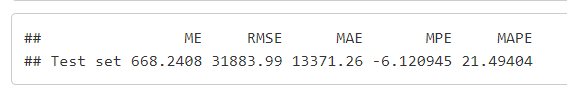 ## ME RMSE MAE MPE MAPE
## Test set 668.2408 31883.99 13371.26 -6.120945 21.49404